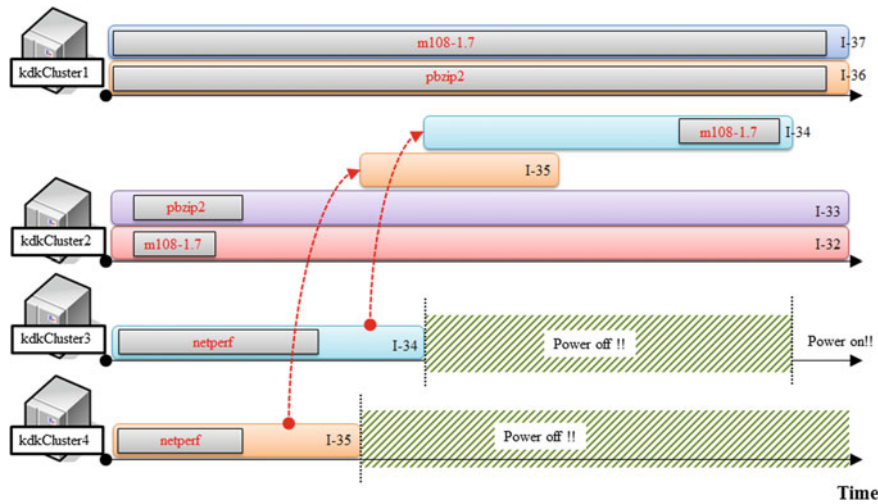 m108-1.7
I-37
kdkCluster1
pbzip2
I-36
m108-1.7
I-34
I-35
pbzip2
I-33
kdkCluster2
m108-1.7
I-32
kdkCluster3
netperf
I-34
Power off !!
Power on!!
kdkCluster4
netperf
I-35
Power off !!
Time